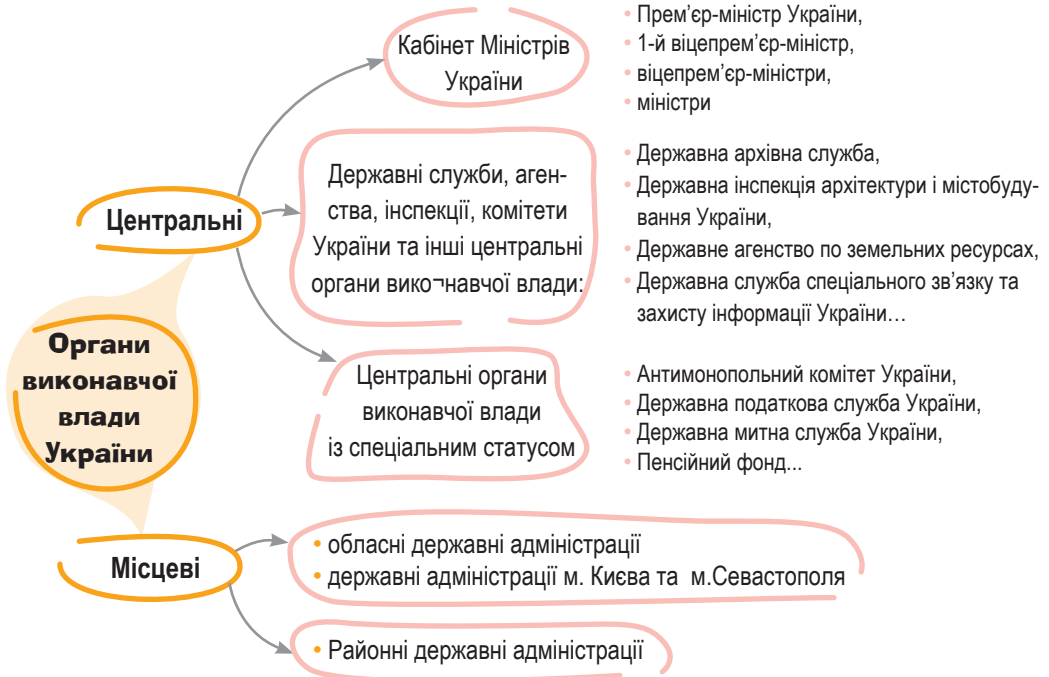 Органи
виконавчої
влади
України
Центральні
Кабінет Міністрів
України
• Прем’єр-міністр України,
• 1-й віцепрем’єр-міністр,
• віцепрем’єр-міністри,
• міністри
Державні служби, аген-
ства, інспекції, комітети
України та інші центральні
органи вико¬навчої влади:
• Державна архівна служба,
• Державна інспекція архітектури і містобуду-
вання України,
• Державне агенство по земельних ресурсах,
• Державна служба спеціального зв’язку та
захисту інформації України…
Центральні органи
виконавчої влади
із спеціальним статусом
• Антимонопольний комітет України,
• Державна податкова служба України,
• Державна митна служба України,
• Пенсійний фонд...
Місцеві
• обласні державні адміністрації
• державні адміністрації м. Києва та м.Севастополя
• Районні державні адміністрації